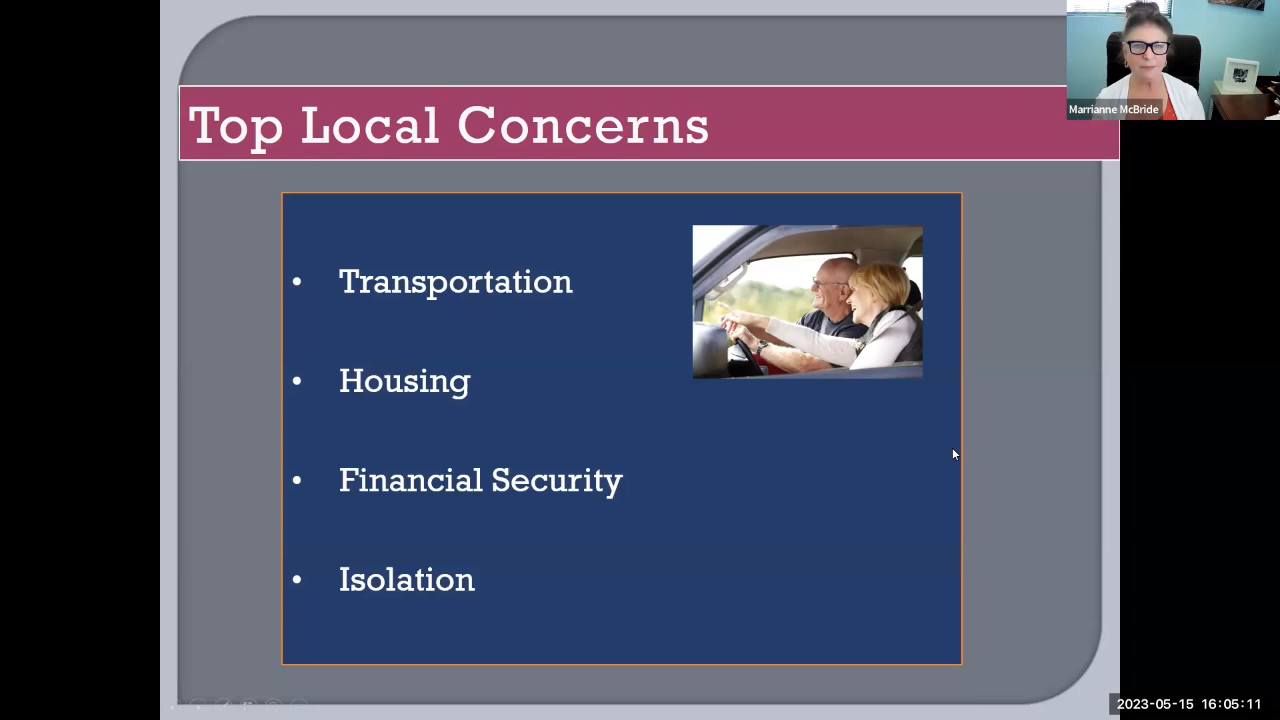 Top Local Concerns
Marrianne McBride
• Transportation
• Housing
• Financial Security
• Isolation
2023-05-15 16:05:11